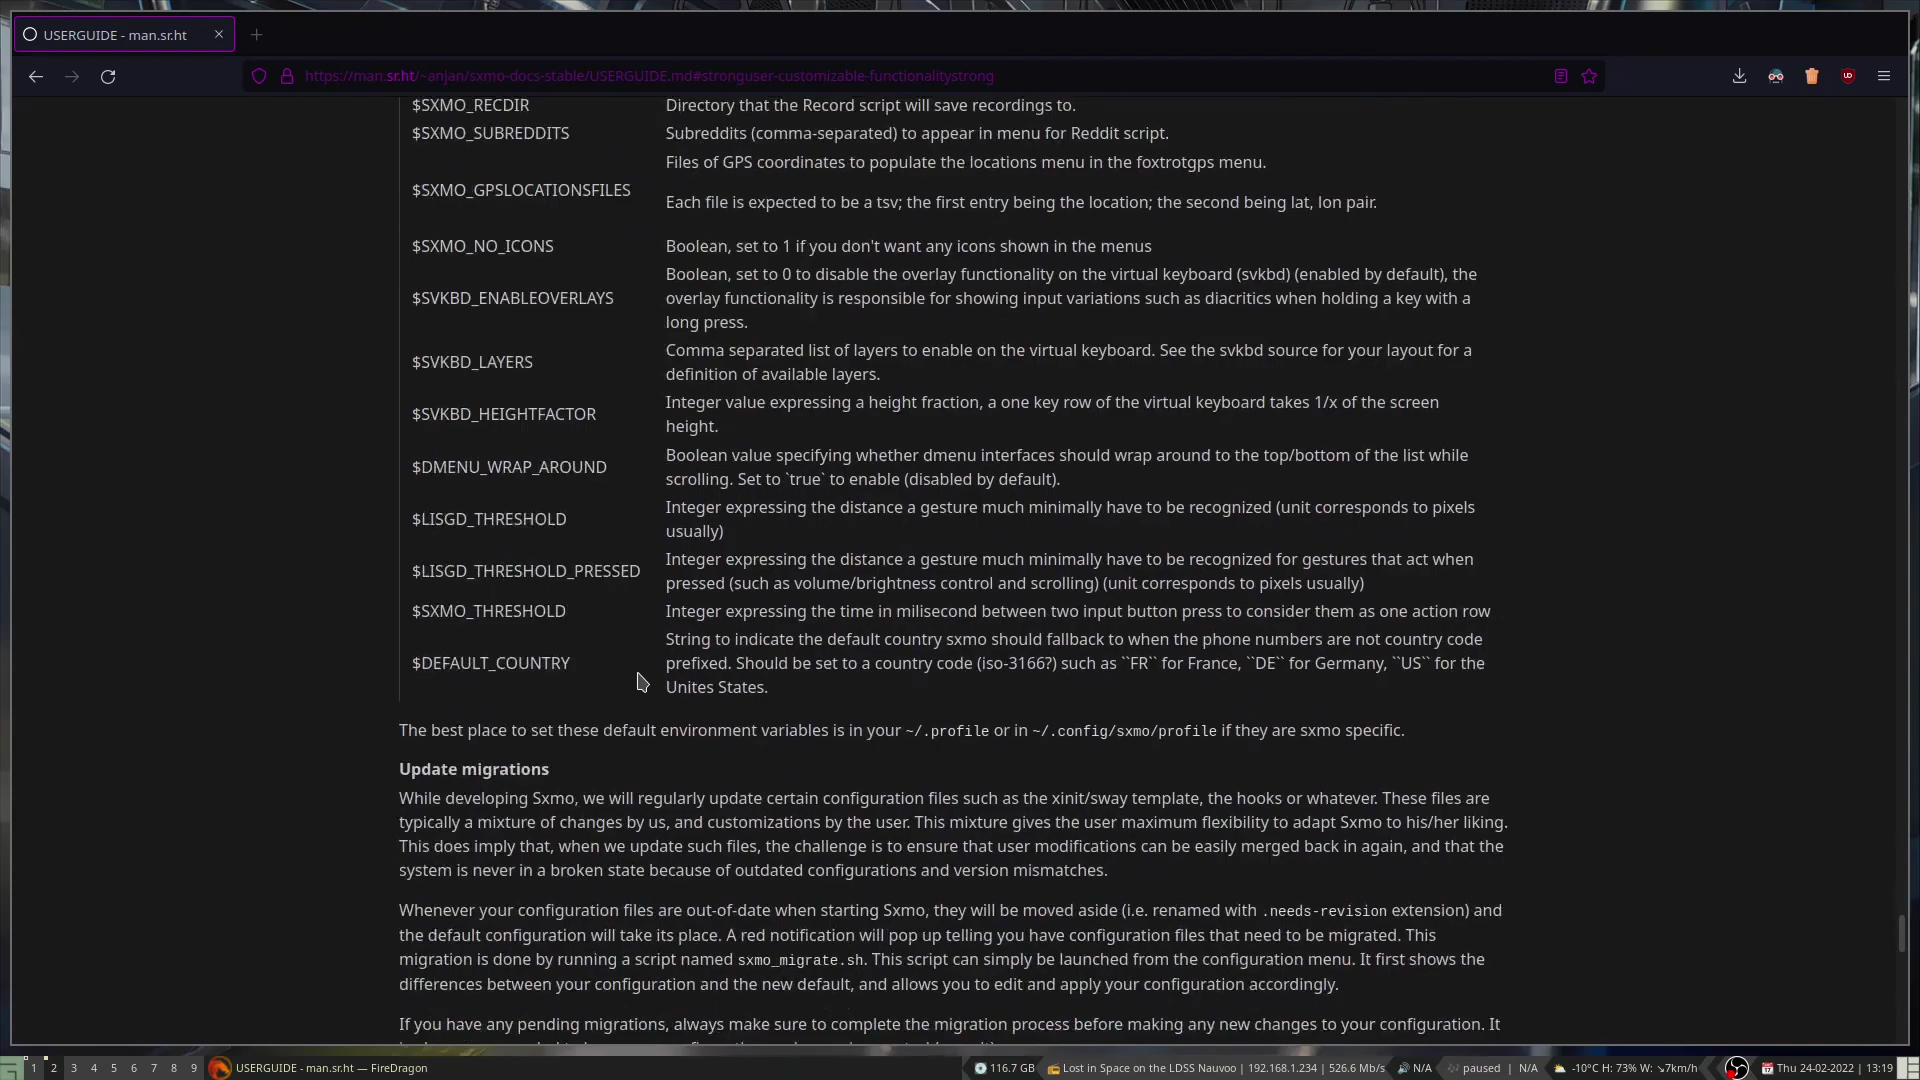 USERGUIDE - man.sr.ht
https://man.sr.ht/~anjan/sxmo-docs-stable/USERGUIDE.md#stronguser-customizable-functionalitystrong
$SXMO_RECDIR Directory that the Record script will save recordings to.
$SXMO_SUBREDDITS Subreddits (comma-separated) to appear in menu for Reddit script.
Files of GPS coordinates to populate the locations menu in the foxtrotgps menu.
$SXMO_GPSLOCATIONSFILES
Each file is expected to be a tsv; the first entry being the location; the second being lat, lon pair.
$SXMO_NO_ICONS Boolean, set to 1 if you don't want any icons shown in the menus
Boolean, set to 0 to disable the overlay functionality on the virtual keyboard (svkbd) (enabled by default), the
$SVKBD_ENABLEOVERLAYS overlay functionality is responsible for showing input variations such as diacritics when holding a key with a
long press.
$SVKBD_LAYERS
Comma separated list of layers to enable on the virtual keyboard. See the svkbd source for your layout for a
definition of available layers.
$SVKBD_HEIGHTFACTOR
Integer value expressing a height fraction, a one key row of the virtual keyboard takes 1/x of the screen
height.
$DMENU_WRAP_AROUND
Boolean value specifying whether dmenu interfaces should wrap around to the top/bottom of the list while
scrolling. Set to `true` to enable (disabled by default).
$LISGD_THRESHOLD
Integer expressing the distance a gesture much minimally have to be recognized (unit corresponds to pixels
usually)
$LISGD_THRESHOLD_PRESSED
Integer expressing the distance a gesture much minimally have to be recognized for gestures that act when
pressed (such as volume/brightness control and scrolling) (unit corresponds to pixels usually)
$SXMO_THRESHOLD Integer expressing the time in milisecond between two input button press to consider them as one action row
String to indicate the default country sxmo should fallback to when the phone numbers are not country code
$DEFAULT_COUNTRY prefixed. Should be set to a country code (iso-3166?) such as ``FR`` for France, ``DE`` for Germany, ``US`` for the
Unites States.
The best place to set these default environment variables is in your ~/.profile or in ~/.config/sxmo/profile if they are sxmo specific.
Update migrations
While developing Sxmo, we will regularly update certain configuration files such as the xinit/sway template, the hooks or whatever. These files are
typically a mixture of changes by us, and customizations by the user. This mixture gives the user maximum flexibility to adapt Sxmo to his/her liking.
This does imply that, when we update such files, the challenge is to ensure that user modifications can be easily merged back in again, and that the
system is never in a broken state because of outdated configurations and version mismatches.
Whenever your configuration files are out-of-date when starting Sxmo, they will be moved aside (i.e. renamed with .needs-revision extension) and
the default configuration will take its place. A red notification will pop up telling you have configuration files that need to be migrated. This
migration is done by running a script named sxmo_migrate.sh. This script can simply be launched from the configuration menu. It first shows the
differences between your configuration and the new default, and allows you to edit and apply your configuration accordingly.
If you have any pending migrations, always make sure to complete the migration process before making any new changes to your configuration. It
1 2 3 4 5 6 7 8 9 USERGUIDE - man.sr.ht — FireDragon 116.7 GB Lost in Space on the LDSS Nauvoo | 192.168.1.234 | 526.6 Mb/s N/A paused | N/A -10°C H: 73% W: ↘7km/h Thu 24-02-2022 | 13:19